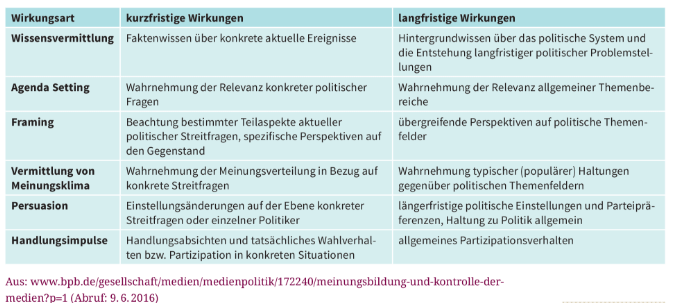 Wirkungsart kurzfristige Wirkungen langfristige Wirkungen
Wissensvermittlung Faktenwissen über konkrete aktuelle Ereignisse Hintergrundwissen über das politische System und
die Entstehung langfristiger politischer Problemstel-
lungen
Agenda Setting Wahrnehmung der Relevanz konkreter politischer Wahrnehmung der Relevanz allgemeiner Themenbe-
Fragen reiche
Framing Beachtung bestimmter Teilaspekte aktueller übergreifende Perspektiven auf politische Themen-
politischer Streitfragen, spezifische Perspektiven auf felder
den Gegenstand
Vermittlung von Wahrnehmung der Meinungsverteilung in Bezug auf Wahrnehmung typischer (populärer) Haltungen
Meinungsklima konkrete Streitfragen gegenüber politischen Themenfeldern
Persuasion Einstellungsänderungen auf der Ebene konkreter längerfristige politische Einstellungen und Parteiprä-
Streitfragen oder einzelner Politiker ferenzen, Haltung zu Politik allgemein
Handlungsimpulse Handlungsabsichten und tatsächliches Wahlverhal- allgemeines Partizipationsverhalten
ten bzw. Partizipation in konkreten Situationen
Aus: www.bpb.de/gesellschaft/medien/medienpolitik/172240/meinungsbildung-und-kontrolle-der-
medien?p=1 (Abruf: 9. 6. 2016)